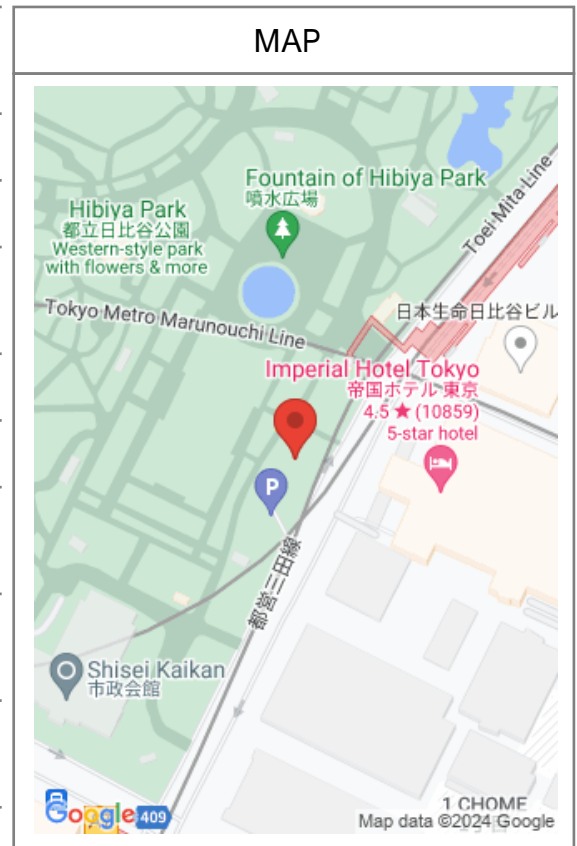 MAP
Fountain of Hibiya Park
噴水広場
Hibiya Park
都立日比谷公園
Western-style park
with flowers & more
Toei Mita Line
Tokyo Metro Marunouchi Line
日本生命日比谷ビル
Imperial Hotel Tokyo
帝国ホテル 東京
4.5 ★ (10859)
5-star hotel
P
都営三田線
Shisei Kaikan
市政会館
Google
409
1 CHOME
Map data ©2024 Google